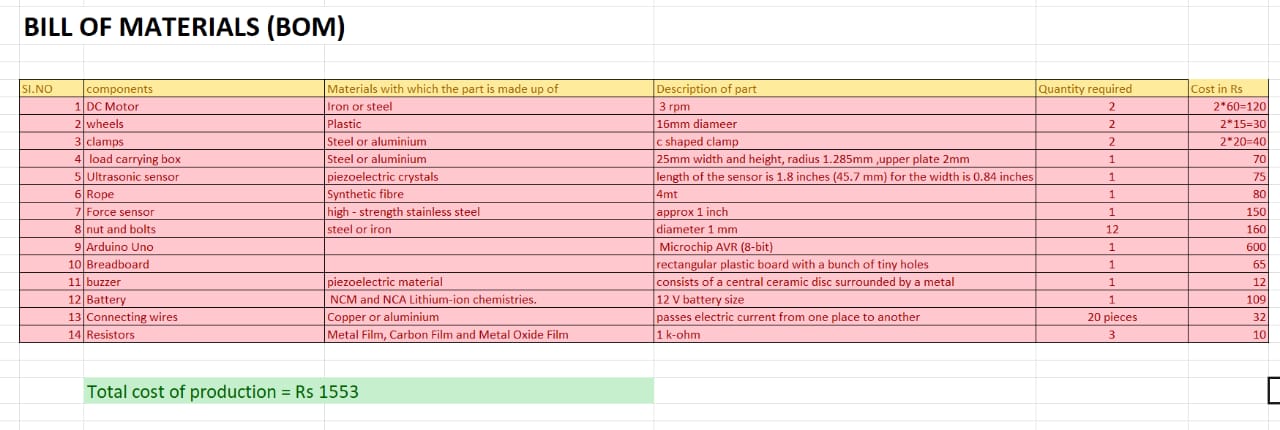 BILL OF MATERIALS (BOM)
SI.NO components Materials with which the part is made up of Description of part Quantity required Cost in Rs
1 DC Motor Iron or steel 3 rpm 2 2*60=120
2 wheels Plastic 16mm diameer 2 2*15=30
3 clamps Steel or aluminium c shaped clamp 2 2*20=40
4 load carrying box Steel or aluminium 25mm width and height, radius 1.285mm ,upper plate 2mm 1 70
5 Ultrasonic sensor piezoelectric crystals length of the sensor is 1.8 inches (45.7 mm) for the width is 0.84 inches 1 75
6 Rope Synthetic fibre 4mt 1 80
7 Force sensor high - strength stainless steel approx 1 inch 1 150
8 nut and bolts steel or iron diameter 1 mm 12 160
9 Arduino Uno Microchip AVR (8-bit) 1 600
10 Breadboard rectangular plastic board with a bunch of tiny holes 1 65
11 buzzer piezoelectric material consists of a central ceramic disc surrounded by a metal 1 12
12 Battery NCM and NCA Lithium-ion chemistries. 12 V battery size 1 109
13 Connecting wires Copper or aluminium passes electric current from one place to another 20 pieces 32
14 Resistors Metal Film, Carbon Film and Metal Oxide Film 1 k-ohm 3 10
Total cost of production = Rs 1553